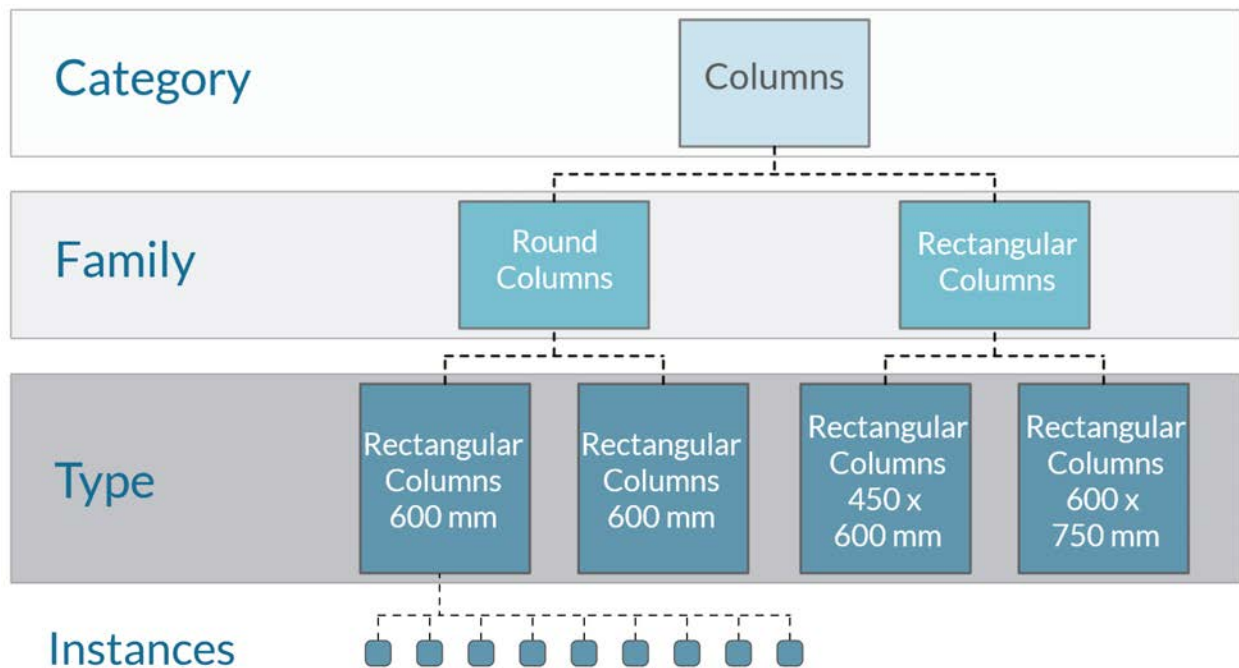 Category
Columns
Family
Round
Columns
Rectangular
Columns
Type
Rectangular
Columns
600 mm
Rectangular
Columns
600 mm
Rectangular
Columns
450 x
600 mm
Rectangular
Columns
600 x
750 mm
Instances